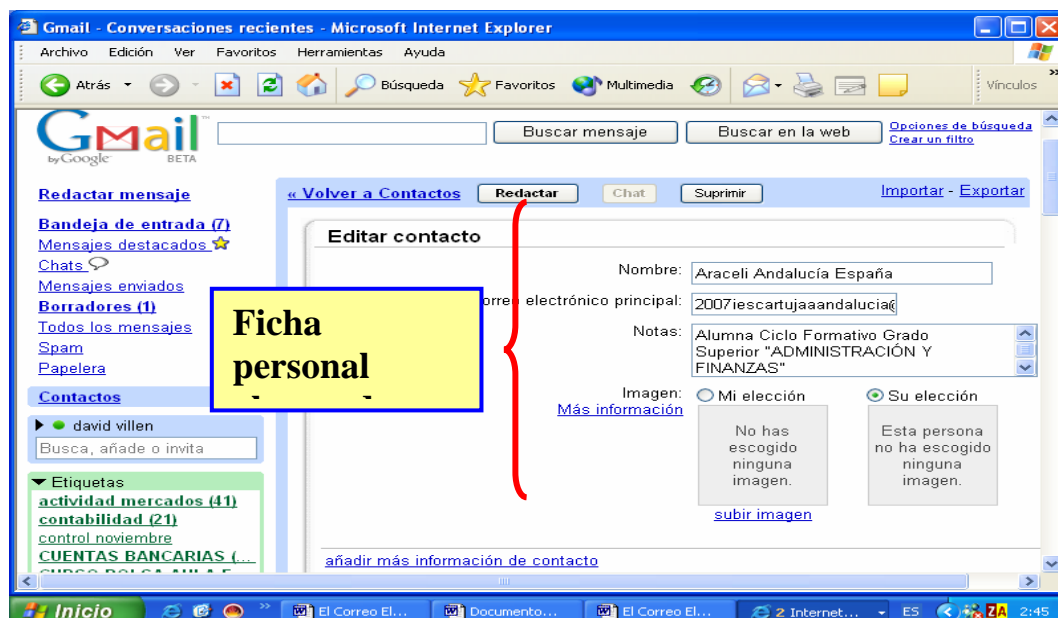 Gmail - Conversaciones recientes - Microsoft Internet Explorer
Archivo Edición Ver Favoritos Herramientas Ayuda
Atrás Búsqueda Favoritos Multimedia Vínculos
Gmail
by Google BETA
Buscar mensaje Buscar en la web
Opciones de búsqueda
Crear un filtro
Redactar mensaje
« Volver a Contactos Redactar Chat Suprimir Importar - Exportar
Bandeja de entrada (7)
Mensajes destacados
Chats
Mensajes enviados
Borradores (1)
Todos los mensajes
Spam
Papelera
Contactos
david villen
Busca, añade o invita
Etiquetas
actividad mercados (41)
contabilidad (21)
control noviembre
CUENTAS BANCARIAS (...
Editar contacto
Nombre: Araceli Andalucía España
electrónico principal: 2007iescartujaaandalucia@
Notas: Alumna Ciclo Formativo Grado
Superior "ADMINISTRACIÓN Y
FINANZAS"
Imagen: Mi elección Su elección
Más información
No has
escogido
ninguna
imagen.
Esta persona
no ha escogido
ninguna
imagen.
subir imagen
añadir más información de contacto
Ficha
personal
Inicio El Correo El... Documento... El Correo El... 2 Internet... ES ZA 2:45